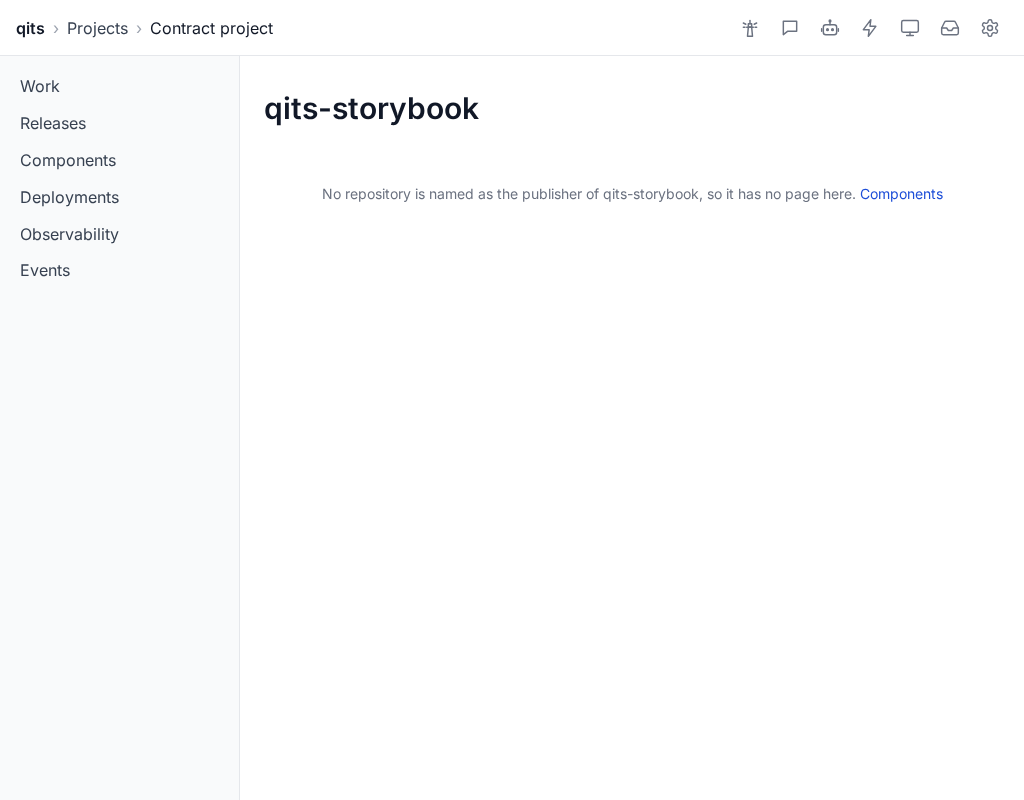 qits › Projects › Contract project
Work
Releases
Components
Deployments
Observability
Events
qits-storybook
No repository is named as the publisher of qits-storybook, so it has no page here. Components